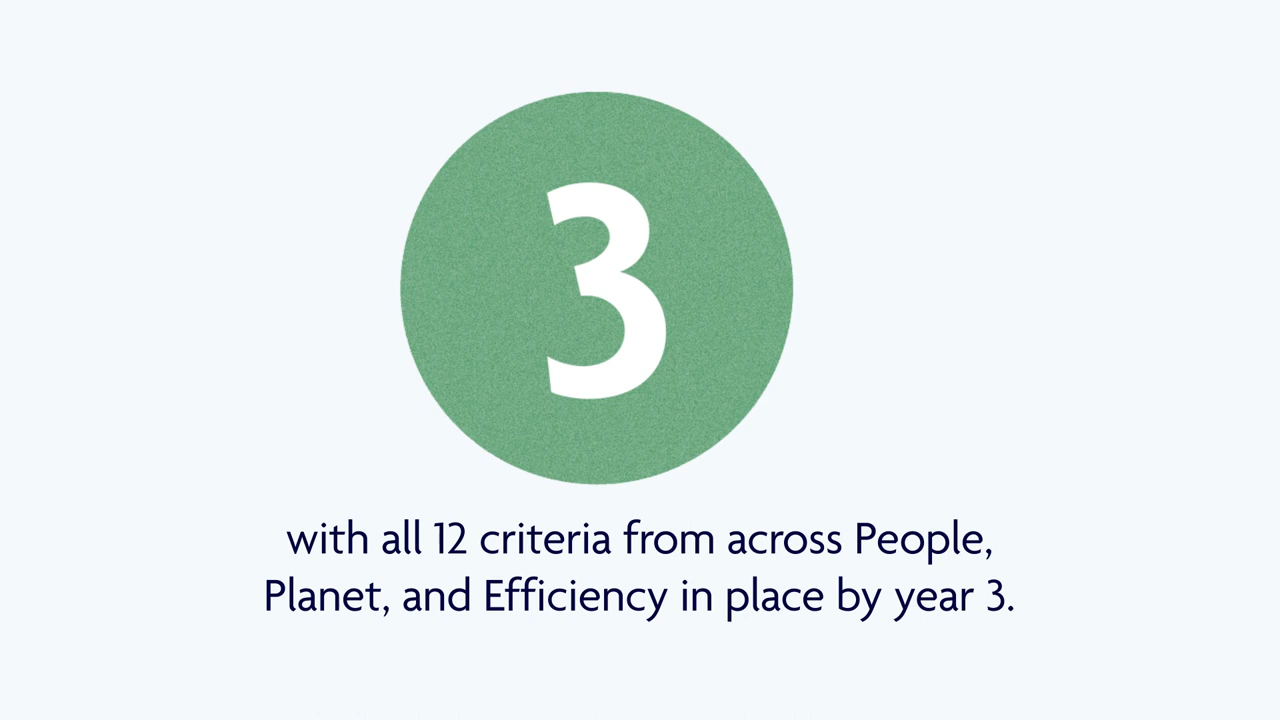 3
with all 12 criteria from across People,
Planet, and Efficiency in place by year 3.